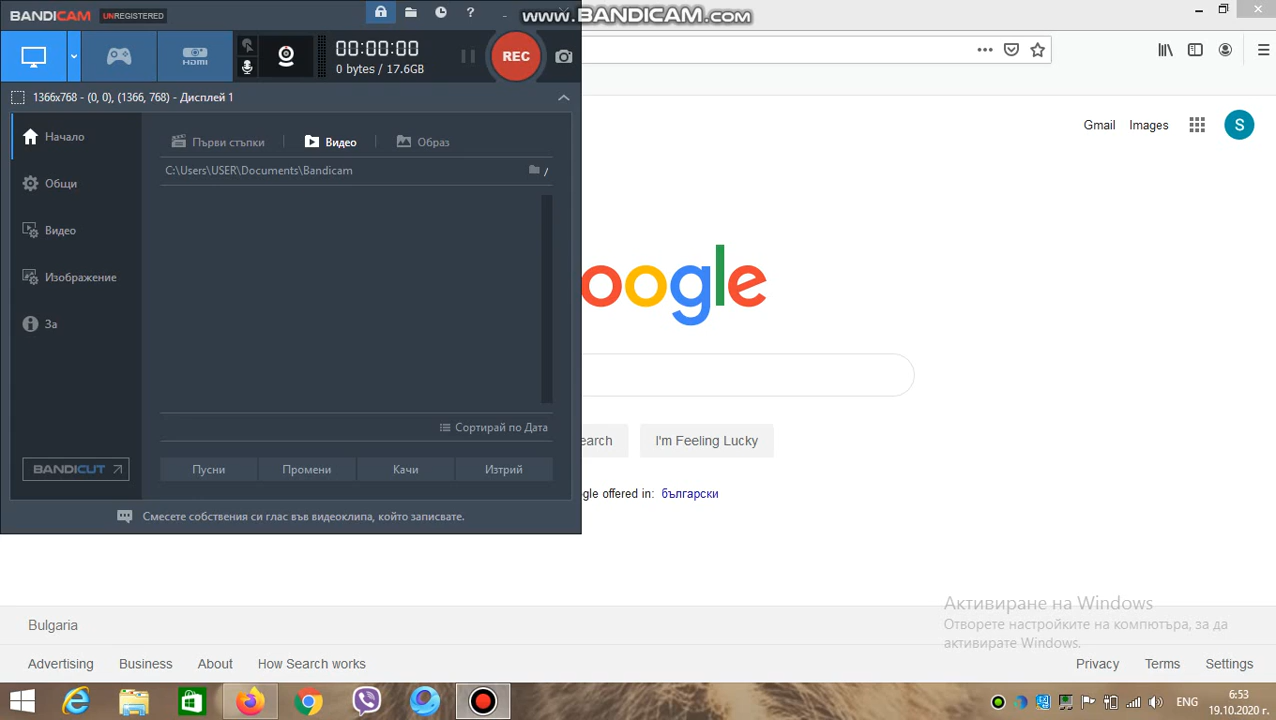 BANDICAM UNREGISTERED
www.BANDICAM.com
HDMI
00:00:00
0 bytes / 17.6GB
REC
1366x768 - (0, 0), (1366, 768) - Дисплей 1
Начало
Общи
Видео
Изображение
За
Първи стъпки
Видео
Образ
C:\Users\USER\Documents\Bandicam
/
Сортирай по Дата
BANDICUT
Пусни
Промени
Качи
Изтрий
Смесете собствения си глас във видеоклипа, който записвате.
Gmail
Images
S
oogle
earch
I'm Feeling Lucky
gle offered in: български
Активиране на Windows
Отворете настройките на компютъра, за да
активирате Windows.
Bulgaria
Advertising
Business
About
How Search works
Privacy
Terms
Settings
ENG
6:53
19.10.2020 г.